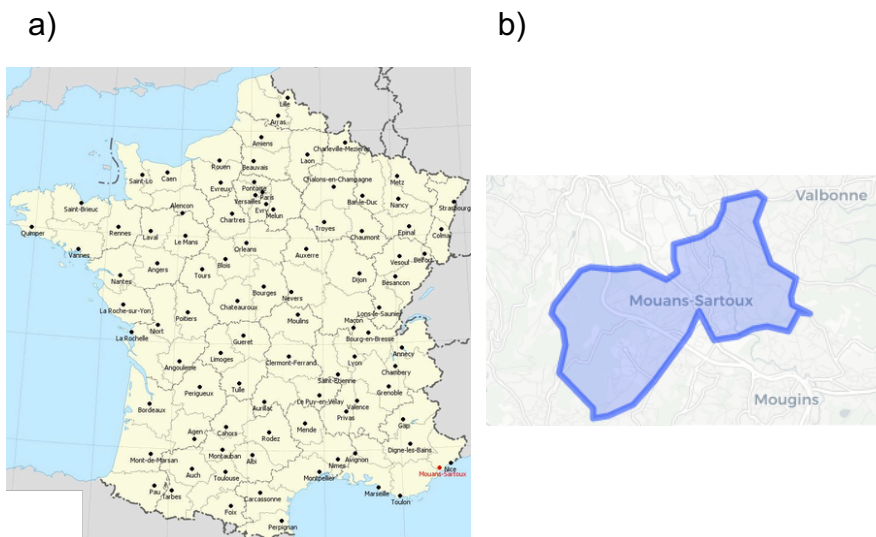 a)
b)
Lille
Arras
Amiens
Charleville-Mezieres
Rouen
Beauvais
Laon
Saint-Lo
Caen
Evreux
Pontoise
Paris
Chalons-en-Champagne
Metz
Versailles
Evry
Melun
Bar-le-Duc
Nancy
Strasbourg
Saint-Brieuc
Alencon
Chartres
Troyes
Quimper
Rennes
Laval
Le Mans
Chaumont
Epinal
Colmar
Vannes
Orleans
Auxerre
Vesoul
Belfort
Angers
Blois
Tours
Dijon
Besancon
Nantes
Bourges
Nevers
La Roche-sur-Yon
Chateauroux
Poitiers
Moulins
Lons-le-Saunier
Niort
Macon
La Rochelle
Gueret
Bourg-en-Bresse
Annecy
Limoges
Clermont-Ferrand
Lyon
Angouleme
Chambery
Saint-Etienne
Perigueux
Tulle
Grenoble
Bordeaux
Aurillac
Le Puy-en-Velay
Valence
Privas
Agen
Cahors
Rodez
Mende
Gap
Mont-de-Marsan
Montauban
Albi
Avignon
Digne-les-Bains
Nimes
Nice
Auch
Toulouse
Montpellier
Mouans-Sartoux
Pau
Tarbes
Carcassonne
Marseille
Toulon
Foix
Perpignan
Valbonne
Mouans-Sartoux
Mougins